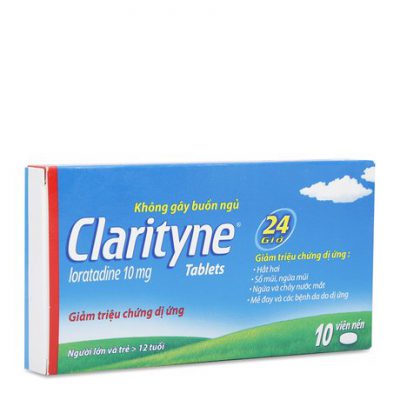 Không gây buồn ngủ
Clarityne®
loratadine 10 mg Tablets
Giảm triệu chứng dị ứng
Người lớn và trẻ > 12 tuổi
24
Giờ
Giảm triệu chứng dị ứng :
• Hắt hơi
• Sổ mũi, ngứa mũi
• Ngứa và chảy nước mắt
• Mề đay và các bệnh da do dị ứng
10 viên nén